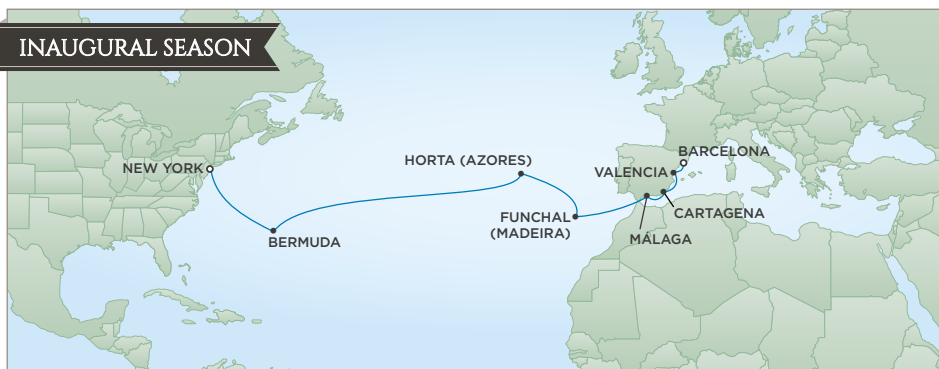 INAUGURAL SEASON
NEW YORK
BERMUDA
HORTA (AZORES)
FUNCHAL
(MADEIRA)
BARCELONA
VALENCIA
CARTAGENA
MÁLAGA